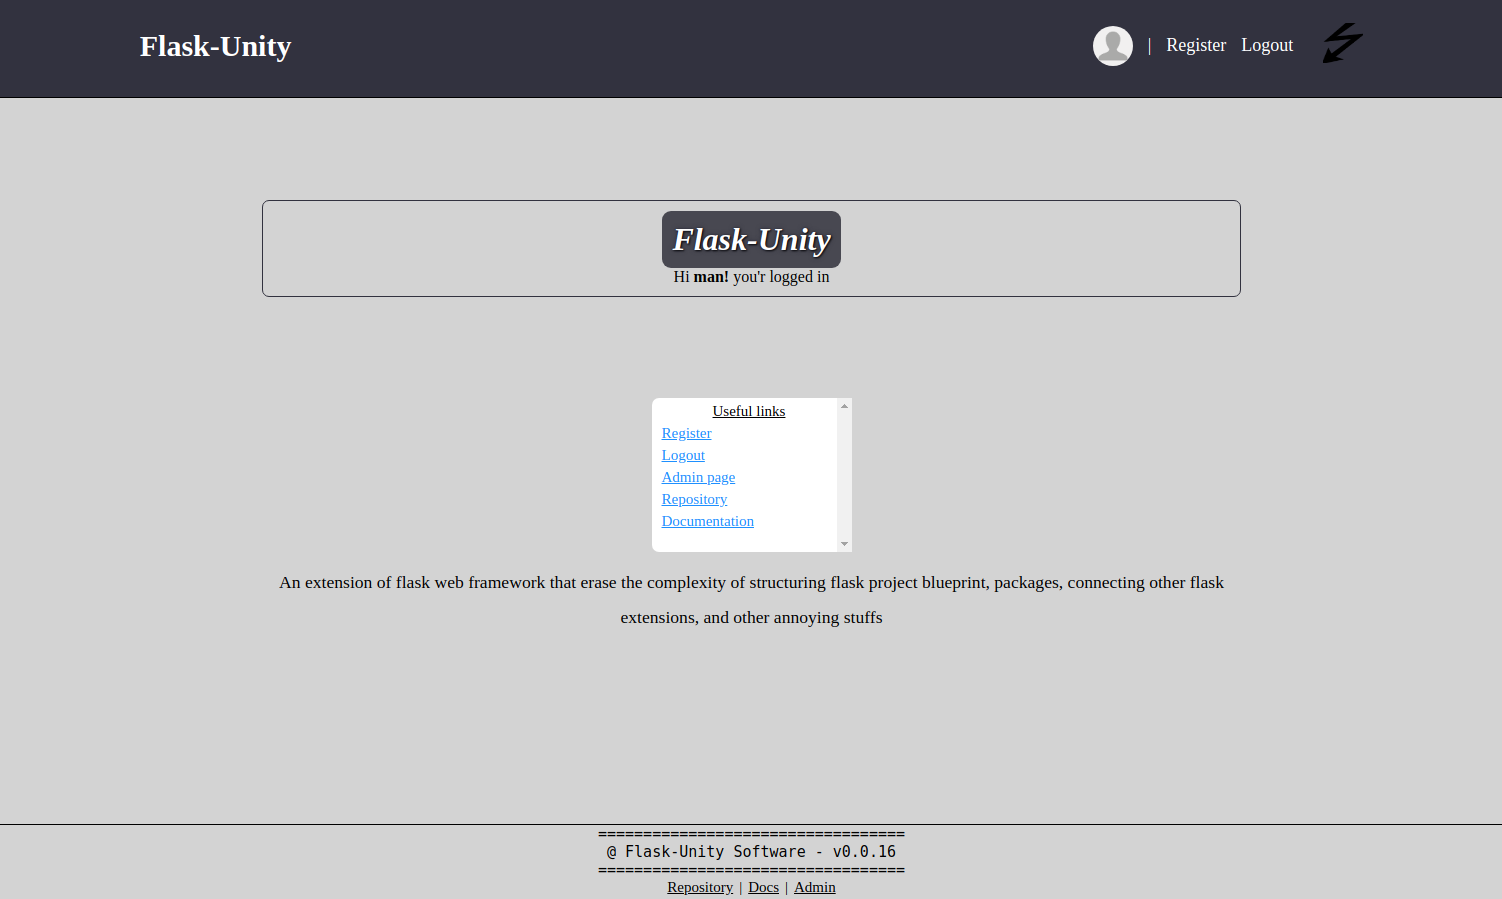 Flask-Unity
| Register Logout
Flask-Unity
Hi man! you'r logged in
Useful links
Register
Logout
Admin page
Repository
Documentation
An extension of flask web framework that erase the complexity of structuring flask project blueprint, packages, connecting other flask
extensions, and other annoying stuffs
==================================
@ Flask-Unity Software - v0.0.16
==================================
Repository | Docs | Admin